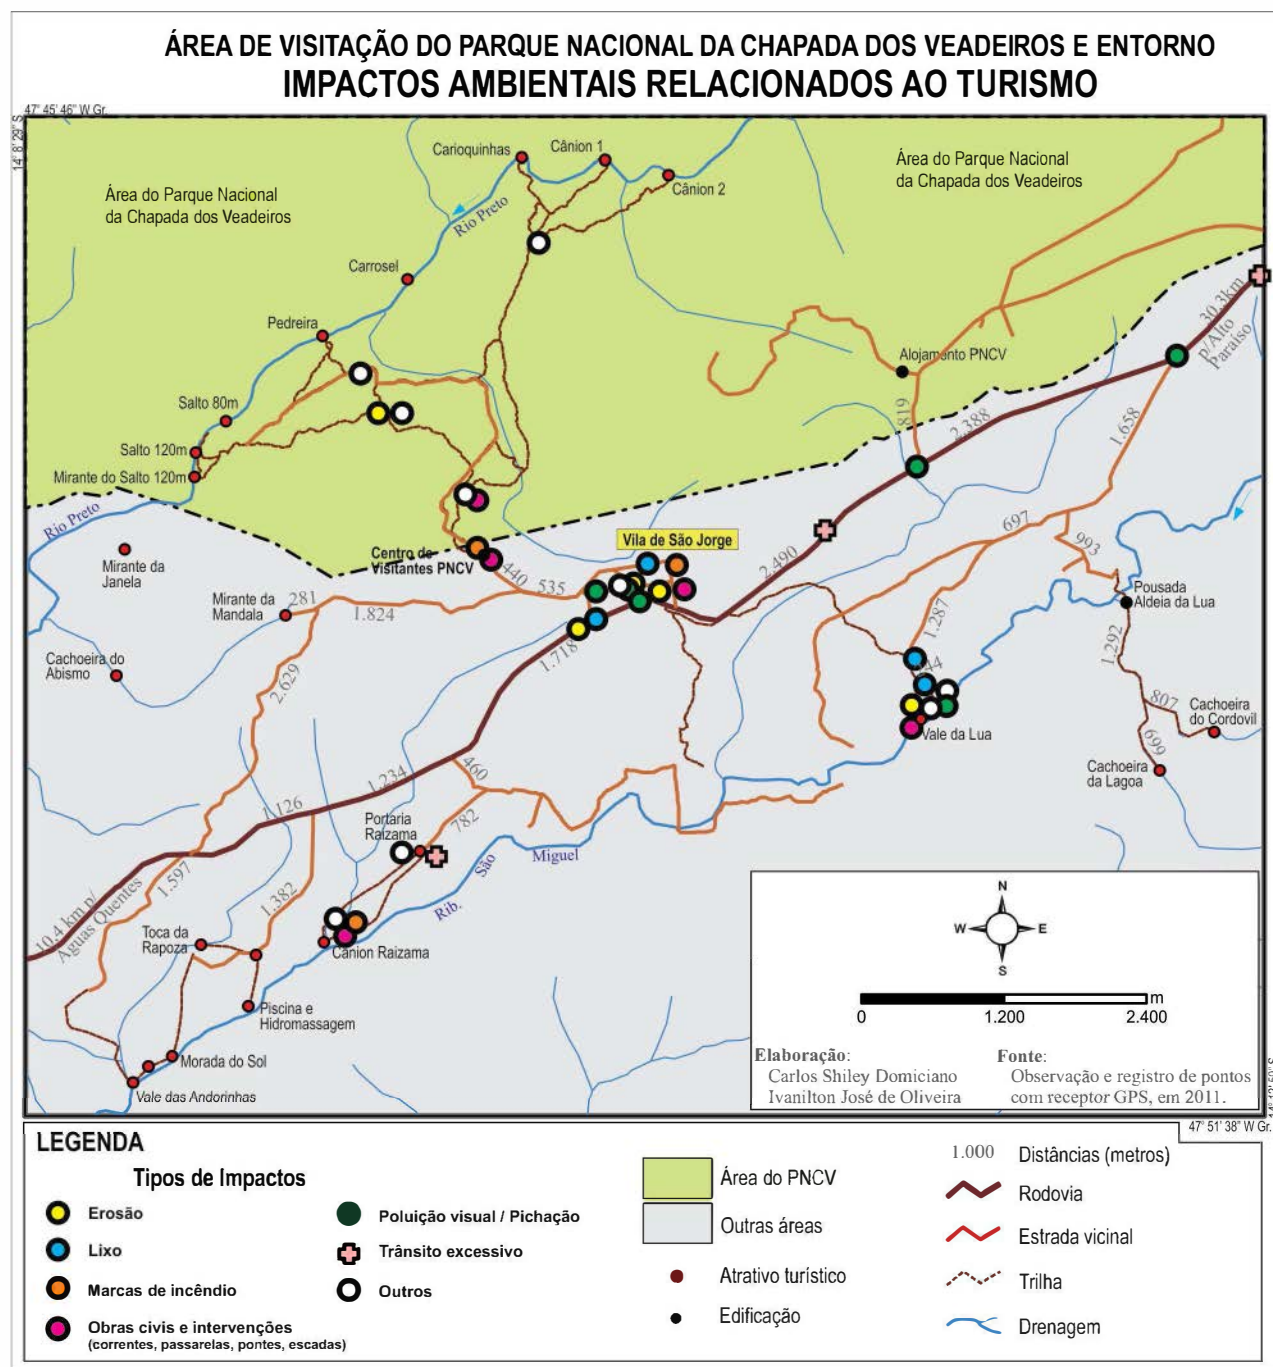 ÁREA DE VISITAÇÃO DO PARQUE NACIONAL DA CHAPADA DOS VEADEIROS E ENTORNO
IMPACTOS AMBIENTAIS RELACIONADOS AO TURISMO
47° 45' 46" W Gr.
14° 8' 29" S
Carioquinhas
Cânion 1
Cânion 2
Área do Parque Nacional
da Chapada dos Veadeiros
Área do Parque Nacional
da Chapada dos Veadeiros
Rio Preto
Carrosel
Pedreira
30.3km
p/Alto
Paraíso
Alojamento PNCV
819
2.388
1.658
Salto 80m
Salto 120m
Mirante do Salto 120m
Rio Preto
Mirante da
Janela
Centro de
Visitantes PNCV
440
535
Vila de São Jorge
2.490
697
993
Pousada
Aldeia da Lua
Mirante da
Mandala
281
1.824
1.287
1.292
Cachoeira do
Abismo
2.629
1.718
Vale da Lua
807
Cachoeira
do Cordovil
699
Cachoeira
da Lagoa
1.234
460
1.126
Portaria
Raizama
782
São
Miguel
Rib.
1.597
1.382
10.4 km p/
Águas Quentes
Toca da
Rapoza
Cânion Raizama
Piscina e
Hidromassagem
Morada do Sol
Vale das Andorinhas
N
W
E
S
m
0
1.200
2.400
Elaboração:
Carlos Shiley Domiciano
Ivanilton José de Oliveira
Fonte:
Observação e registro de pontos
com receptor GPS, em 2011.
47° 51' 38" W Gr.
LEGENDA
Tipos de Impactos
Erosão
Lixo
Marcas de incêndio
Obras civis e intervenções
(correntes, passarelas, pontes, escadas)
Poluição visual / Pichação
Trânsito excessivo
Outros
Área do PNCV
Outras áreas
Atrativo turístico
Edificação
1.000 Distâncias (metros)
Rodovia
Estrada vicinal
Trilha
Drenagem